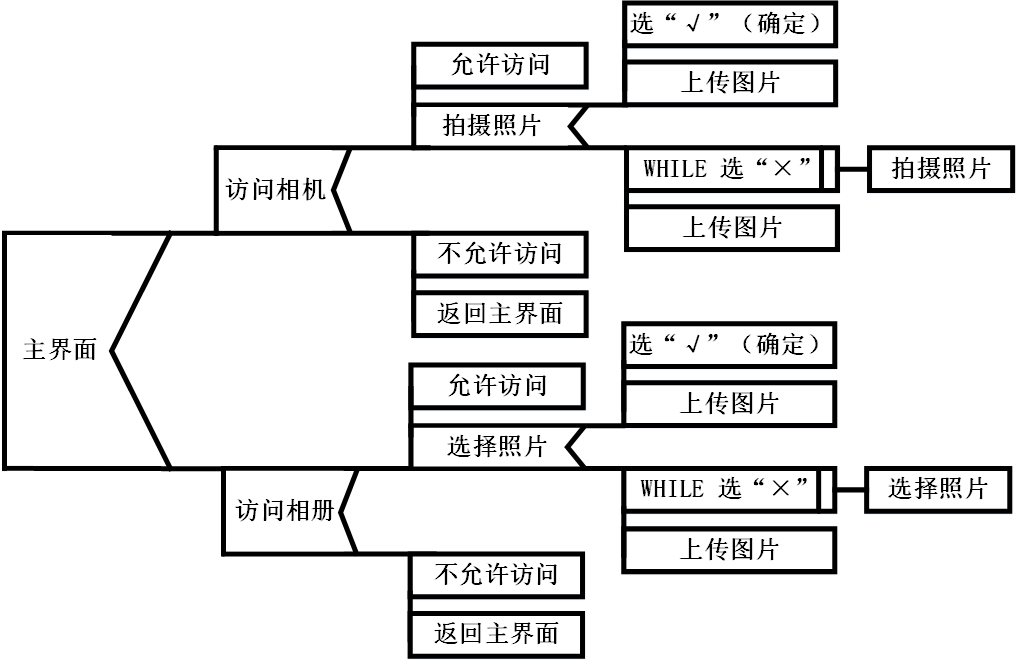 选“√”（确定）
允许访问
上传图片
拍摄照片
WHILE 选“×”
拍摄照片
访问相机
上传图片
不允许访问
返回主界面
主界面
选“√”（确定）
允许访问
上传图片
选择照片
WHILE 选“×”
选择照片
访问相册
上传图片
不允许访问
返回主界面